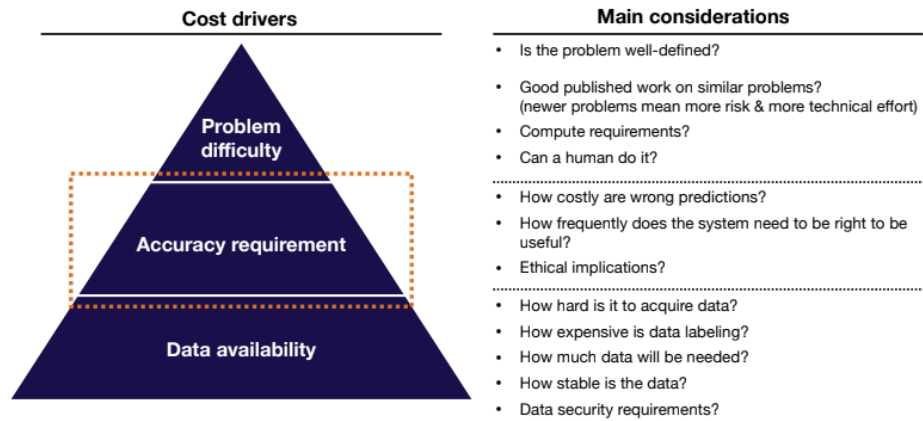 Cost drivers
Main considerations
Problem
difficulty
Accuracy requirement
Data availability
• Is the problem well-defined?
• Good published work on similar problems?
(newer problems mean more risk & more technical effort)
• Compute requirements?
• Can a human do it?
• How costly are wrong predictions?
• How frequently does the system need to be right to be
useful?
• Ethical implications?
• How hard is it to acquire data?
• How expensive is data labeling?
• How much data will be needed?
• How stable is the data?
• Data security requirements?